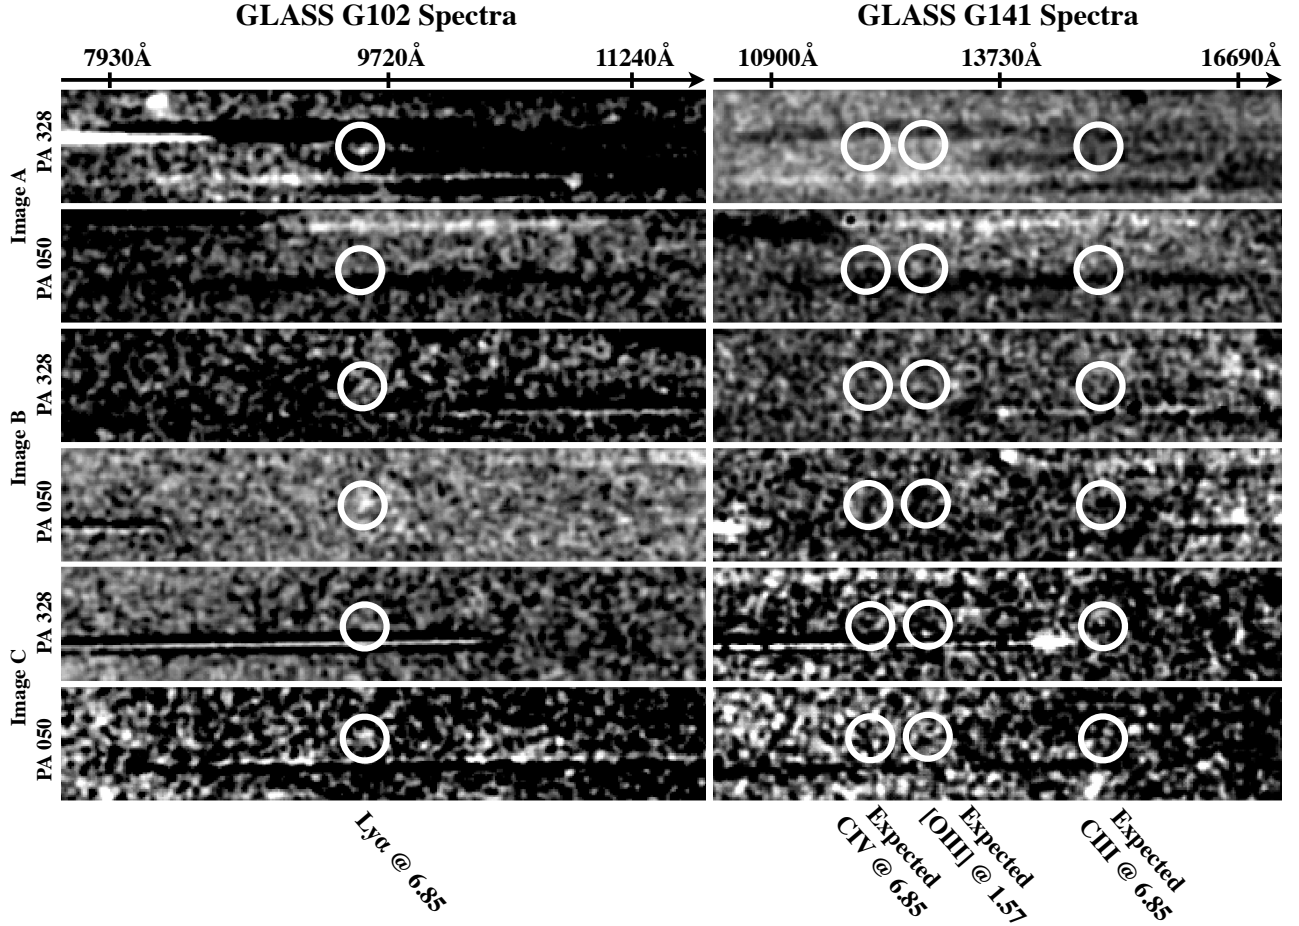 GLASS G102 Spectra
GLASS G141 Spectra
7930Å
9720Å
11240Å
10900Å
13730Å
16690Å
Image A
PA 328
PA 050
Image B
PA 328
PA 050
Image C
PA 328
PA 050
Lyα @ 6.85
Expected
CIV @ 6.85
Expected
[OIII] @ 1.57
Expected
CIII @ 6.85